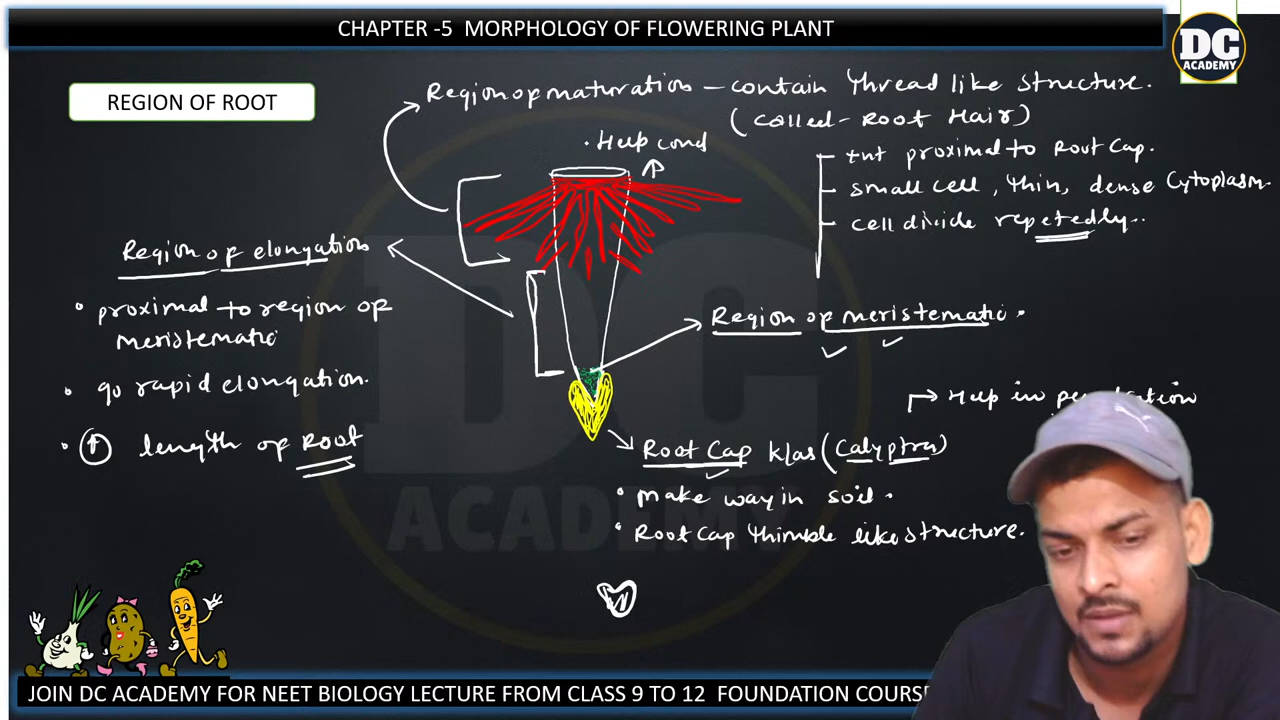 CHAPTER -5 MORPHOLOGY OF FLOWERING PLANT
DC
ACADEMY
REGION OF ROOT
Region of maturation – contain thread like structure.
(called - Root Hair)
• Help cond
proximal to Root Cap.
small cell, thin, dense cytoplasm.
cell divide repetedly..
Region of elongation
• proximal to region of
meristematic
• go rapid elongation.
• ↑ length of Root
Region of meristematic .
→ Help in
Root Cap k/as (Calyptra)
• make way in soil .
• Root Cap thimble like structure.
DC
ACADEMY
JOIN DC ACADEMY FOR NEET BIOLOGY LECTURE FROM CLASS 9 TO 12 FOUNDATION COURSE